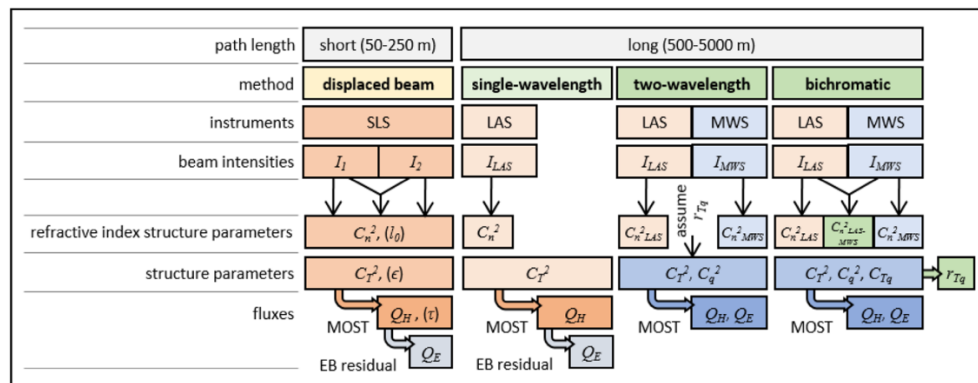 path length short (50-250 m) long (500-5000 m)
method displaced beam single-wavelength two-wavelength bichromatic
instruments SLS LAS LAS MWS LAS MWS
beam intensities I1 I2 ILAS ILAS IMWS ILAS IMWS
assume rTq
refractive index structure parameters Cn², (l0) Cn² Cn²LAS Cn²MWS Cn²LAS Cn²LAS-MWS Cn²MWS
structure parameters CT², (ϵ) CT² CT², Cq² CT², Cq², CTq rTq
fluxes QH, (τ) QH QH, QE QH, QE
MOST MOST MOST MOST
EB residual QE EB residual QE